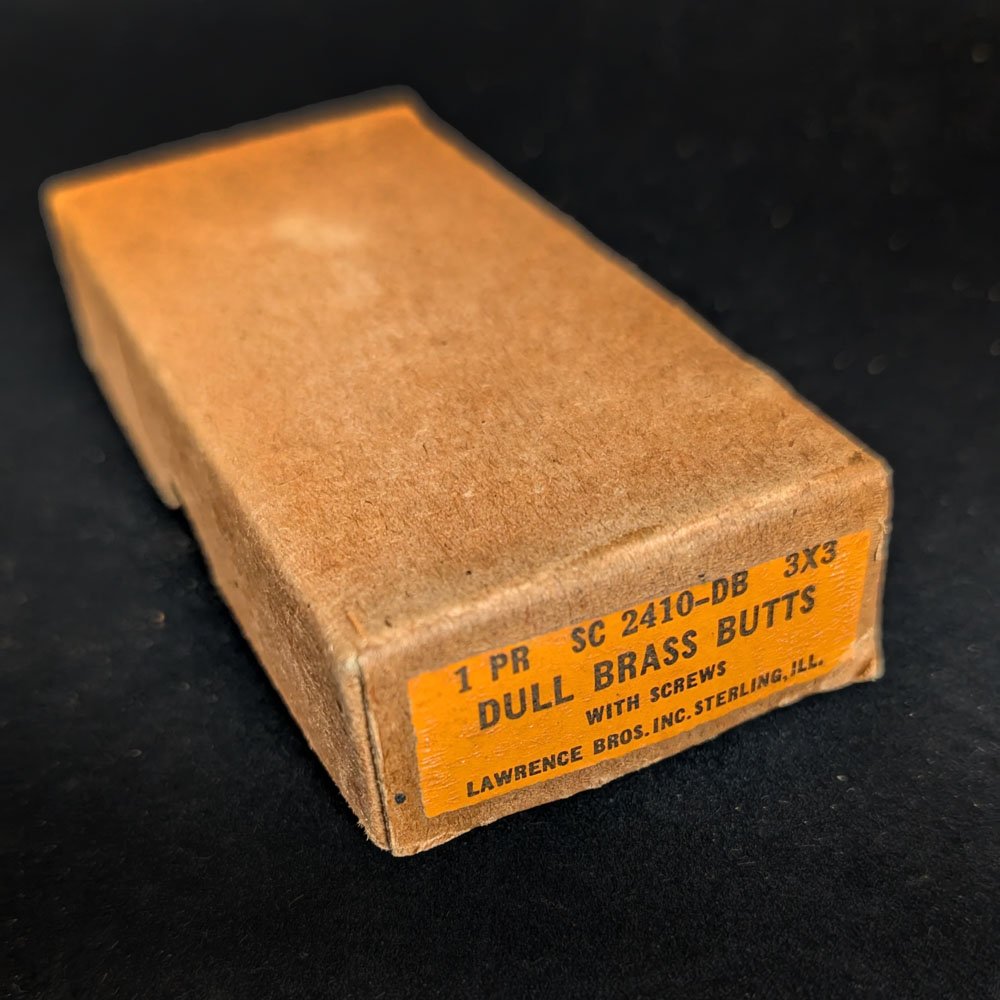 1 PR SC 2410-DB 3X3
DULL BRASS BUTTS
WITH SCREWS
LAWRENCE BROS. INC. STERLING, ILL.